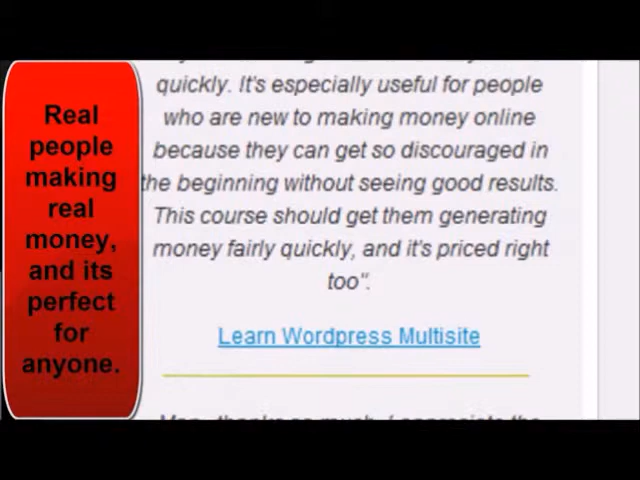 Real
people
making
real
money,
and its
perfect
for
anyone.
quickly. It's especially useful for people
who are new to making money online
because they can get so discouraged in
the beginning without seeing good results.
This course should get them generating
money fairly quickly, and it's priced right
too".
Learn Wordpress Multisite